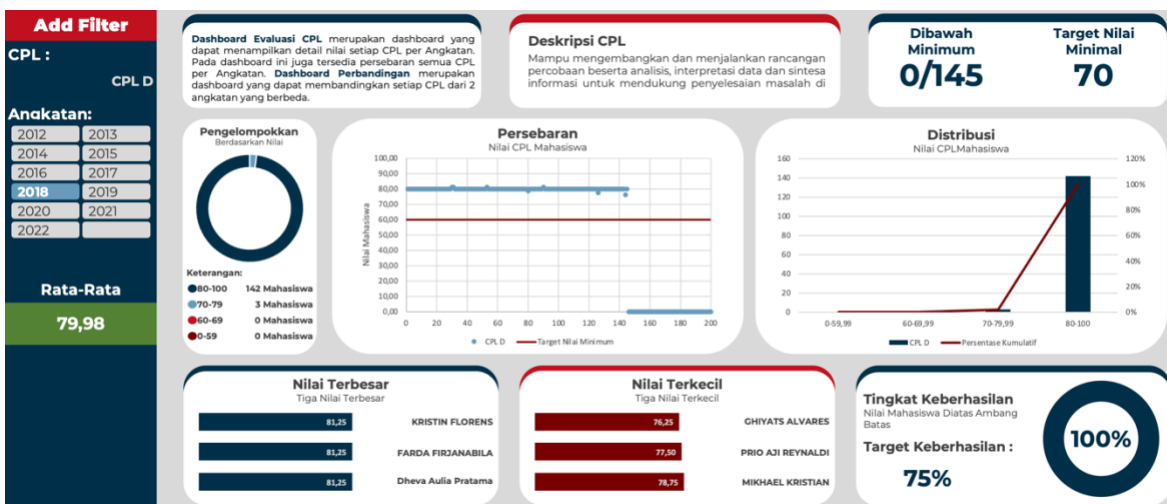 Add Filter
CPL :
CPL D
Angkatan:
2012 2013
2014 2015
2016 2017
2018 2019
2020 2021
2022
Rata-Rata
79,98
Dashboard Evaluasi CPL merupakan dashboard yang
dapat menampilkan detail nilai setiap CPL per Angkatan.
Pada dashboard ini juga tersedia persebaran semua CPL
per Angkatan. Dashboard Perbandingan merupakan
dashboard yang dapat membandingkan setiap CPL dari 2
angkatan yang berbeda.
Deskripsi CPL
Mampu mengembangkan dan menjalankan rancangan
percobaan beserta analisis, interpretasi data dan sintesa
informasi untuk mendukung penyelesaian masalah di
Dibawah
Minimum
0/145
Target Nilai
Minimal
70
Pengelompokkan
Berdasarkan Nilai
Keterangan:
80-100 142 Mahasiswa
70-79 3 Mahasiswa
60-69 0 Mahasiswa
0-59 0 Mahasiswa
Persebaran
Nilai CPL Mahasiswa
Nilai Mahasiswa
100,00
90,00
80,00
70,00
60,00
50,00
40,00
30,00
20,00
10,00
0,00
0 20 40 60 80 100 120 140 160 180 200
CPL D Target Nilai Minimum
Distribusi
Nilai CPLMahasiswa
160
140
120
100
80
60
40
20
0
120%
100%
80%
60%
40%
20%
0%
0-59,99 60-69,99 70-79,99 80-100
CPL D Persentase Kumulatif
Nilai Terbesar
Tiga Nilai Terbesar
81,25 KRISTIN FLORENS
81,25 FARDA FIRJANABILA
81,25 Dheva Aulia Pratama
Nilai Terkecil
Tiga Nilai Terkecil
76,25 GHIYATS ALVARES
77,50 PRIO AJI REYNALDI
78,75 MIKHAEL KRISTIAN
Tingkat Keberhasilan
Nilai Mahasiswa Diatas Ambang
Batas
Target Keberhasilan :
75%
100%